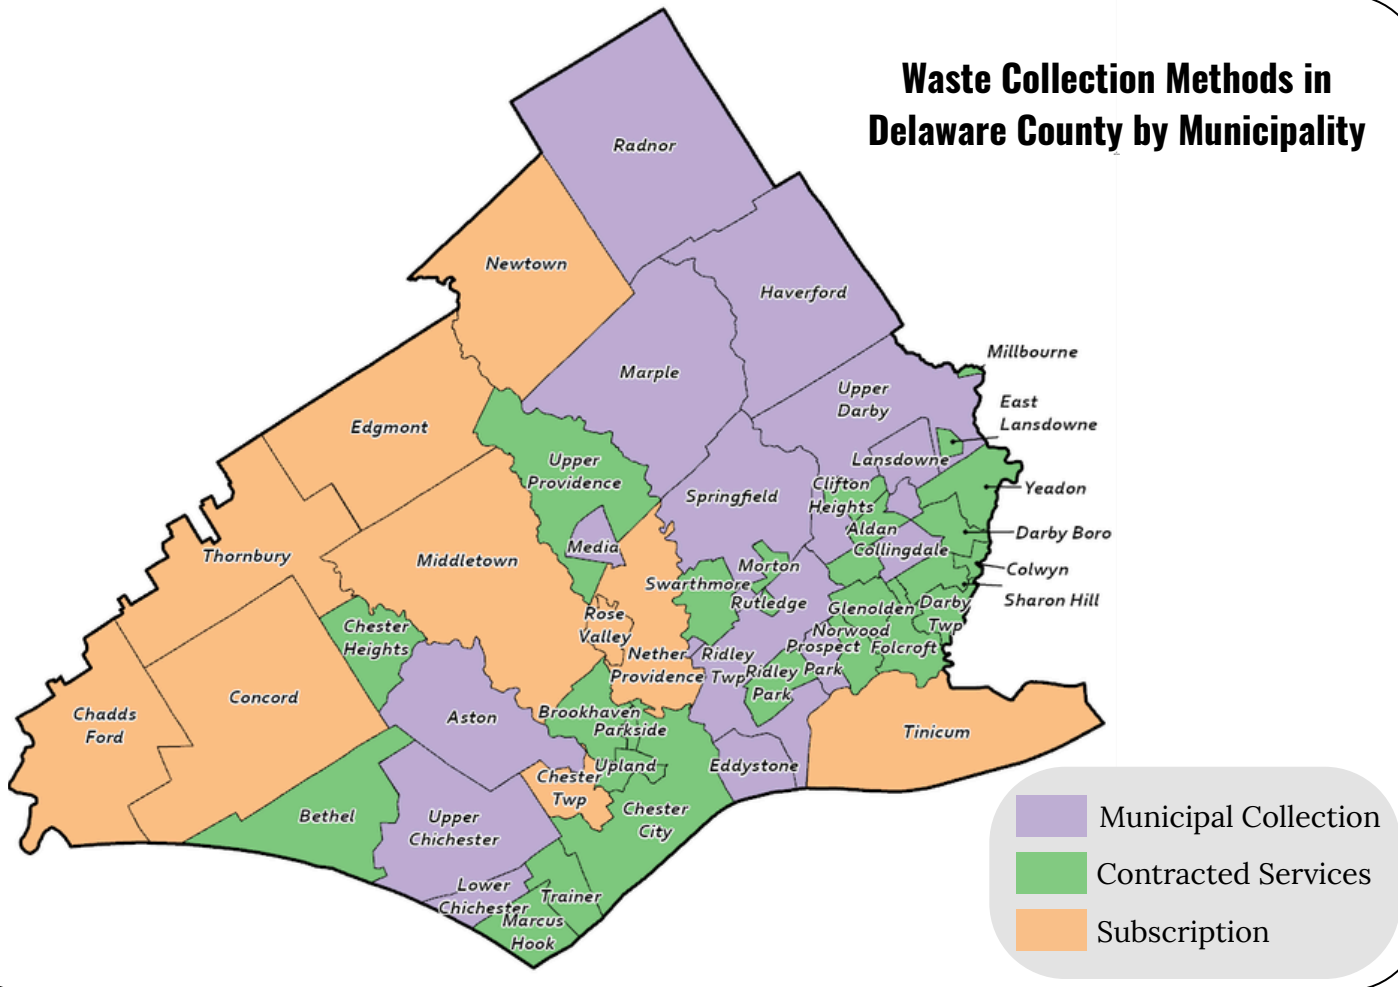 Waste Collection Methods in
Delaware County by Municipality
Radnor
Newtown
Haverford
Millbourne
Marple
Upper
Darby
East
Lansdowne
Edgmont
Lansdowne
Upper
Providence
Springfield
Clifton
Heights
Yeadon
Aldan
Darby Boro
Media
Collingdale
Thornbury
Middletown
Morton
Colwyn
Swarthmore
Rutledge
Sharon Hill
Glenolden
Darby
Twp
Rose
Valley
Chester
Heights
Norwood
Prospect
Park
Folcroft
Nether
Providence
Ridley
Twp
Ridley
Park
Concord
Chadds
Ford
Aston
Brookhaven
Parkside
Tinicum
Upland
Eddystone
Chester
Twp
Chester
City
Bethel
Upper
Chichester
Lower
Chichester
Trainer
Marcus
Hook
Municipal Collection
Contracted Services
Subscription